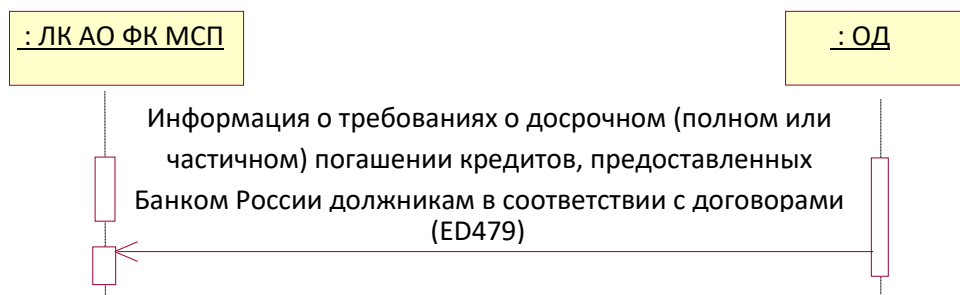 : ЛК АО ФК МСП
: ОД
Информация о требованиях о досрочном (полном или
частичном) погашении кредитов, предоставленных
Банком России должникам в соответствии с договорами
(ED479)